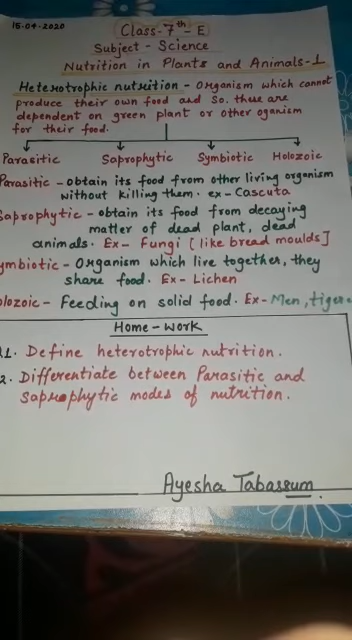 15-04-2020
Class-7th-E
Subject - Science
Nutrition in Plants and Animals-1
Heterotrophic nutrition - Organism which cannot
produce their own food and so. these are
dependent on green plant or other oganism
for their food.
Parasitic Saprophytic Symbiotic Holozoic
Parasitic - obtain its food from other living organism
without killing them. ex- Cascuta
Saprophytic - obtain its food from decaying
matter of dead plant, dead
animals. Ex- Fungi [like bread moulds]
ymbiotic - Organism which live together, they
share food. Ex - Lichen
olozoic - Feeding on solid food. Ex- Men, tiger
Home-work
1. Define heterotrophic nutrition.
2. Differentiate between Parasitic and
saprophytic modes of nutrition.
Ayesha Tabassum.